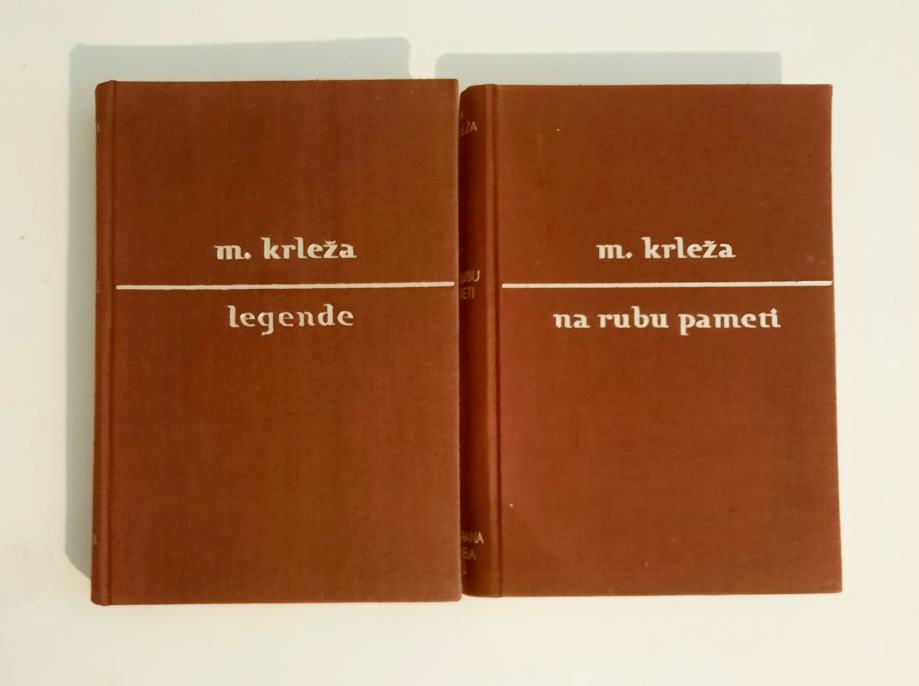 m. krleža
legende
m. krleža
na rubu pameti